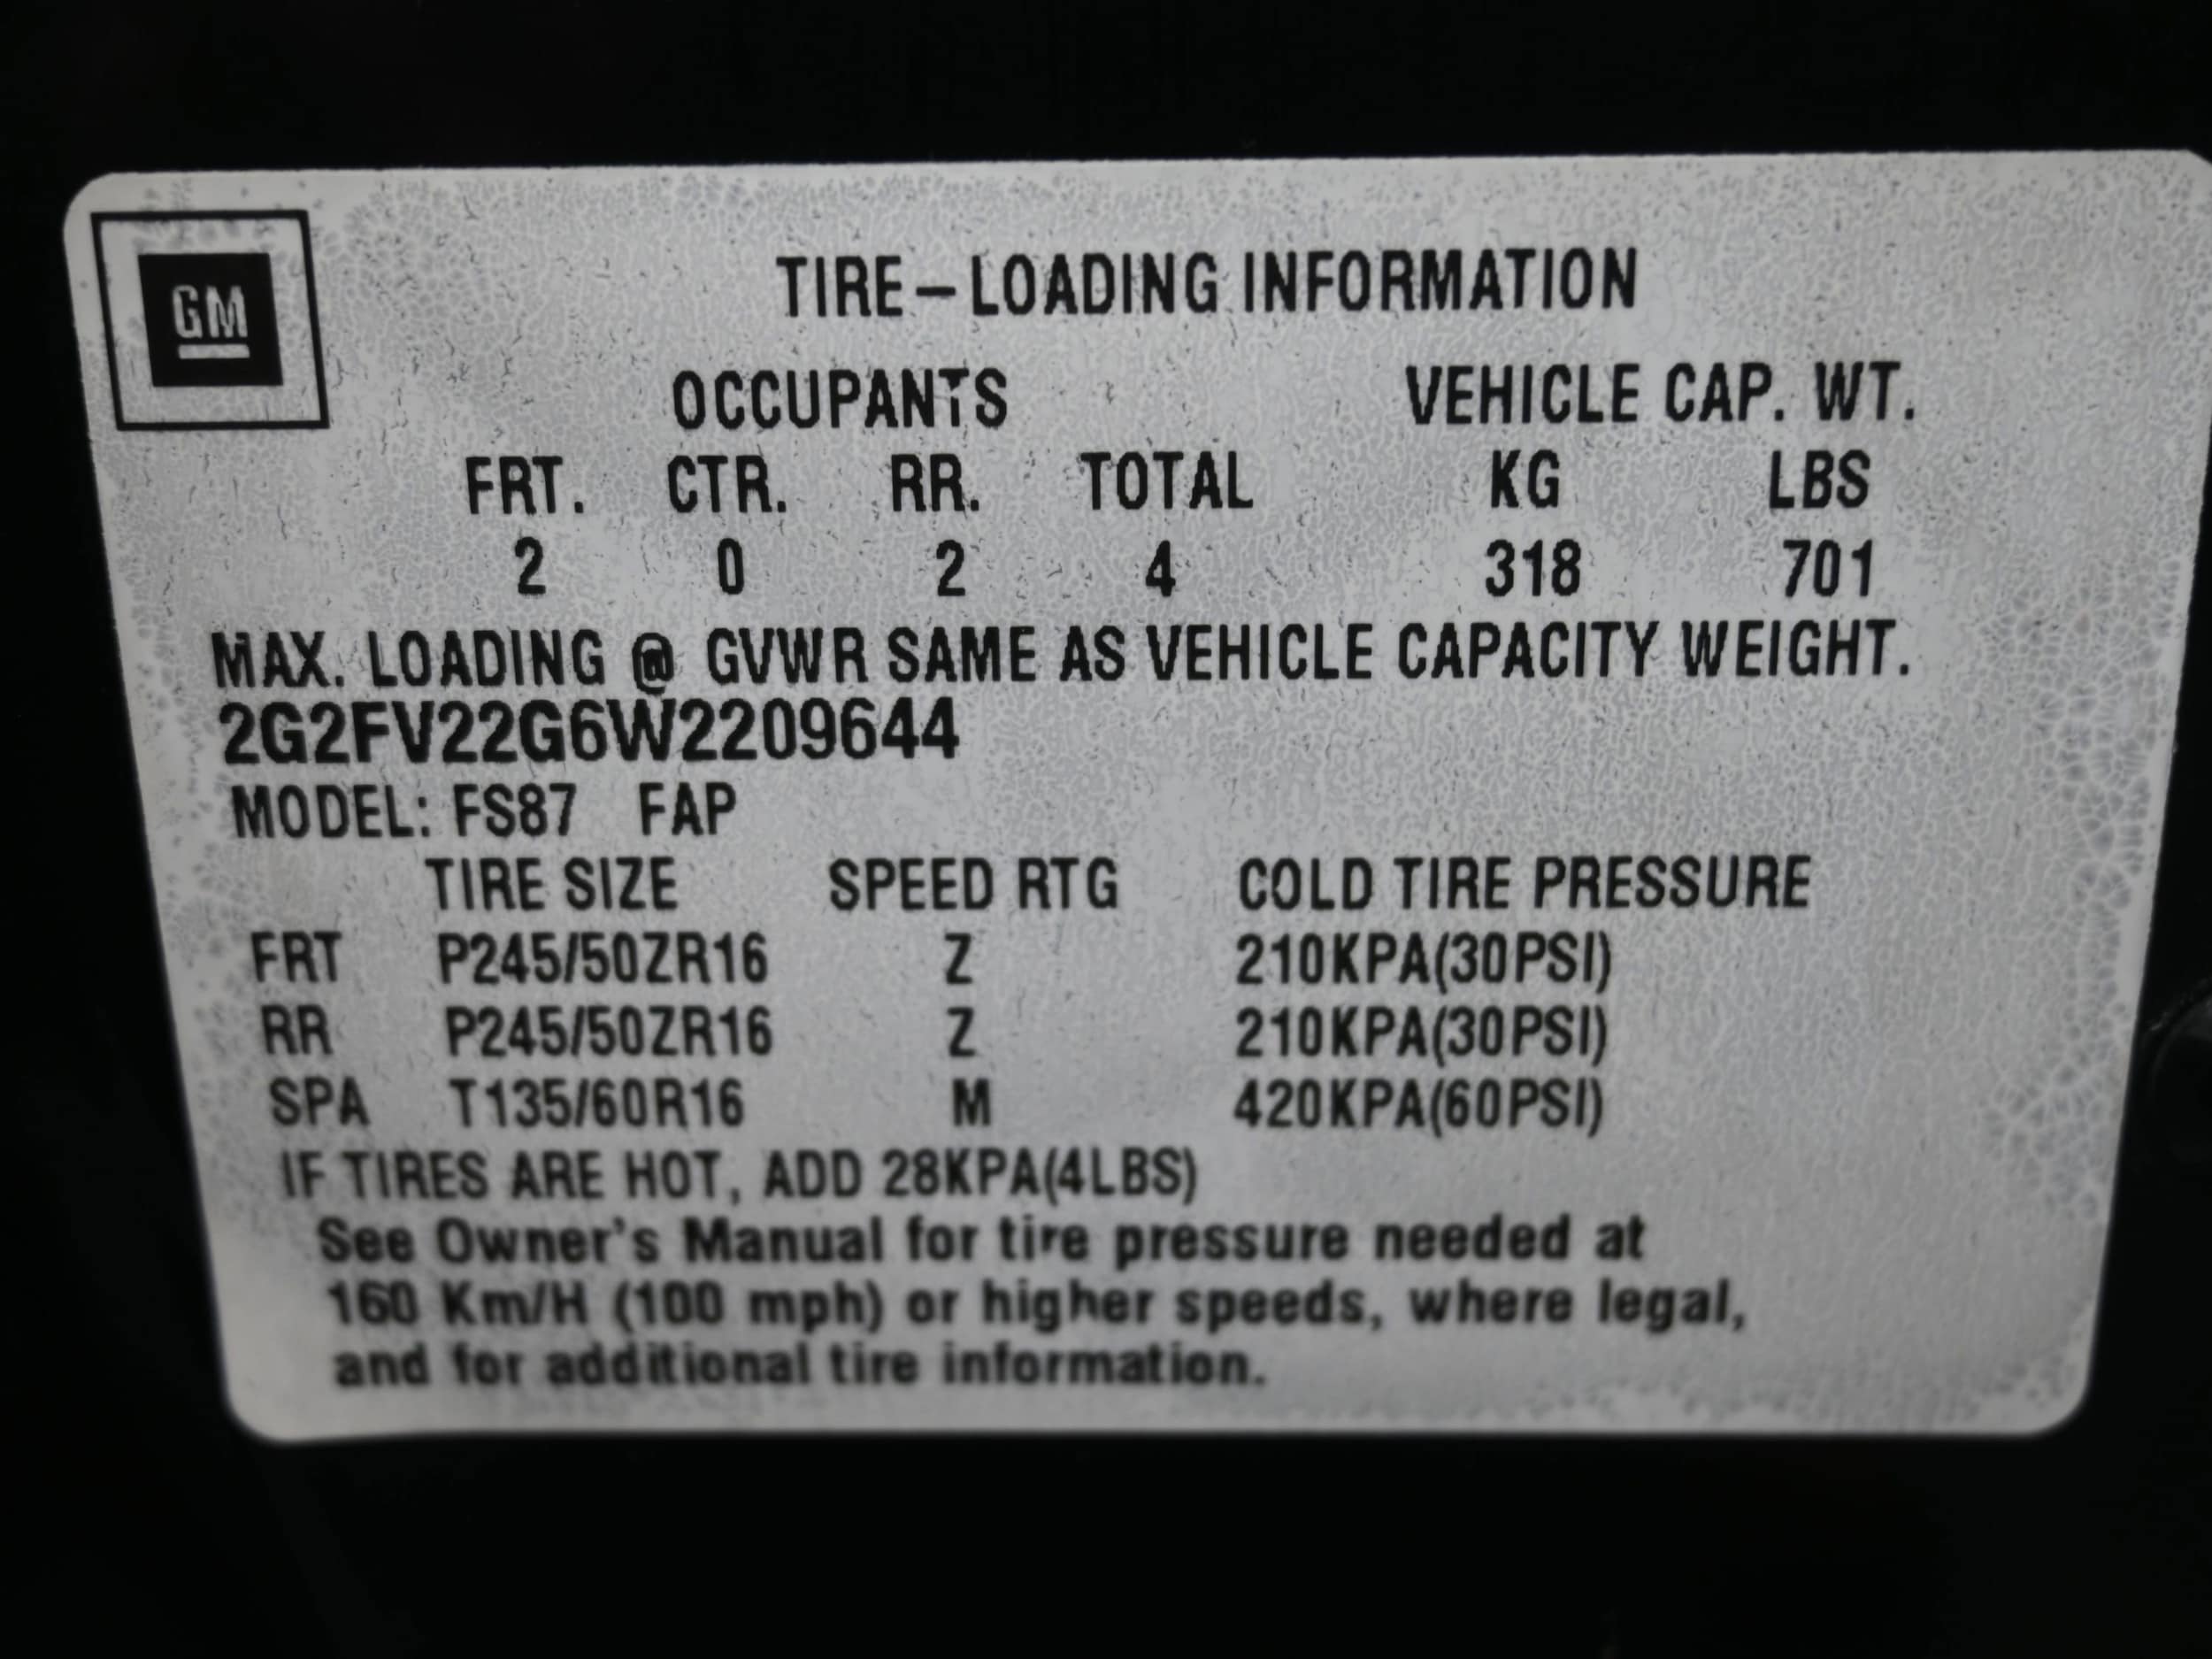 GM
TIRE–LOADING INFORMATION
OCCUPANTS VEHICLE CAP. WT.
FRT. CTR. RR. TOTAL KG LBS
2 0 2 4 318 701
MAX. LOADING @ GVWR SAME AS VEHICLE CAPACITY WEIGHT.
2G2FV22G6W2209644
MODEL: FS87 FAP
TIRE SIZE SPEED RTG COLD TIRE PRESSURE
FRT P245/50ZR16 Z 210KPA(30PSI)
RR P245/50ZR16 Z 210KPA(30PSI)
SPA T135/60R16 M 420KPA(60PSI)
IF TIRES ARE HOT, ADD 28KPA(4LBS)
See Owner's Manual for tire pressure needed at
160 Km/H (100 mph) or higher speeds, where legal,
and for additional tire information.